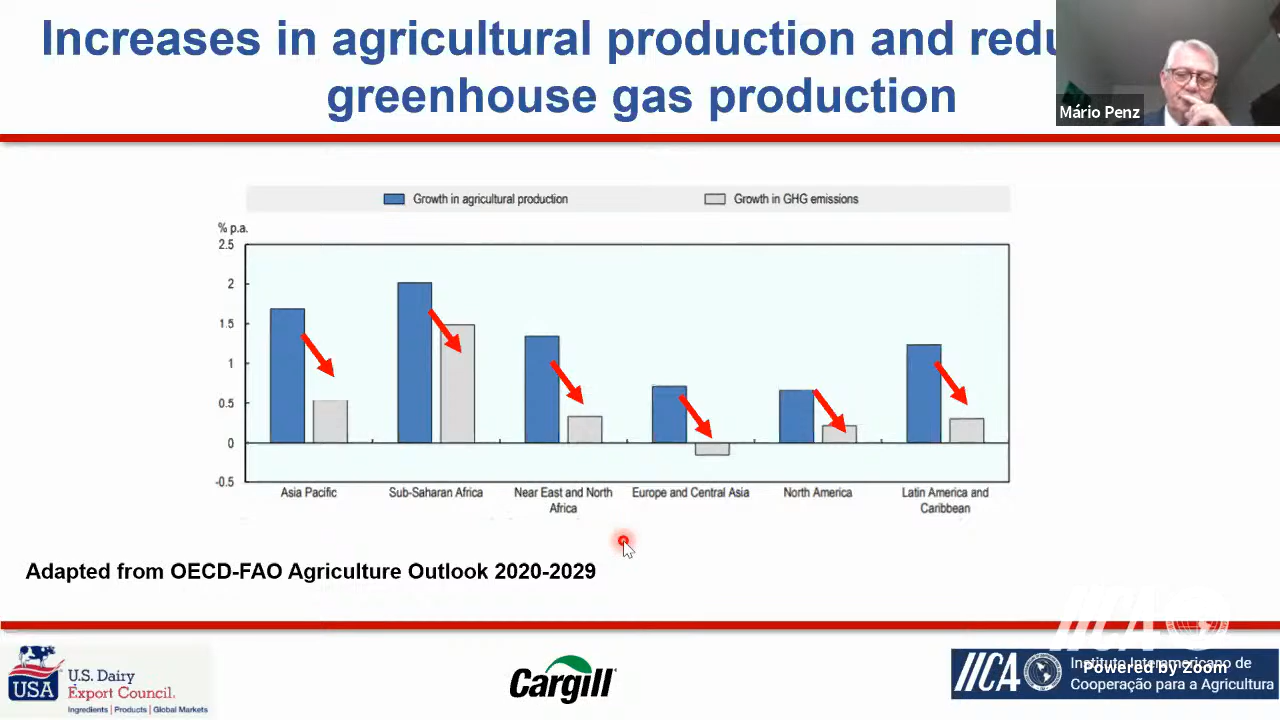 Increases in agricultural production and redu
greenhouse gas production
Mário Penz
Growth in agricultural production
Growth in GHG emissions
% p.a.
2.5
2
1.5
1
0.5
0
-0.5
Asia Pacific
Sub-Saharan Africa
Near East and North
Africa
Europe and Central Asia
North America
Latin America and
Caribbean
Adapted from OECD-FAO Agriculture Outlook 2020-2029
USA
U.S. Dairy
Export Council.
Ingredients | Products | Global Markets
Cargill
IICA
IICA
Instituto Interamericano de
Cooperação para a Agricultura
Powered by Zoom